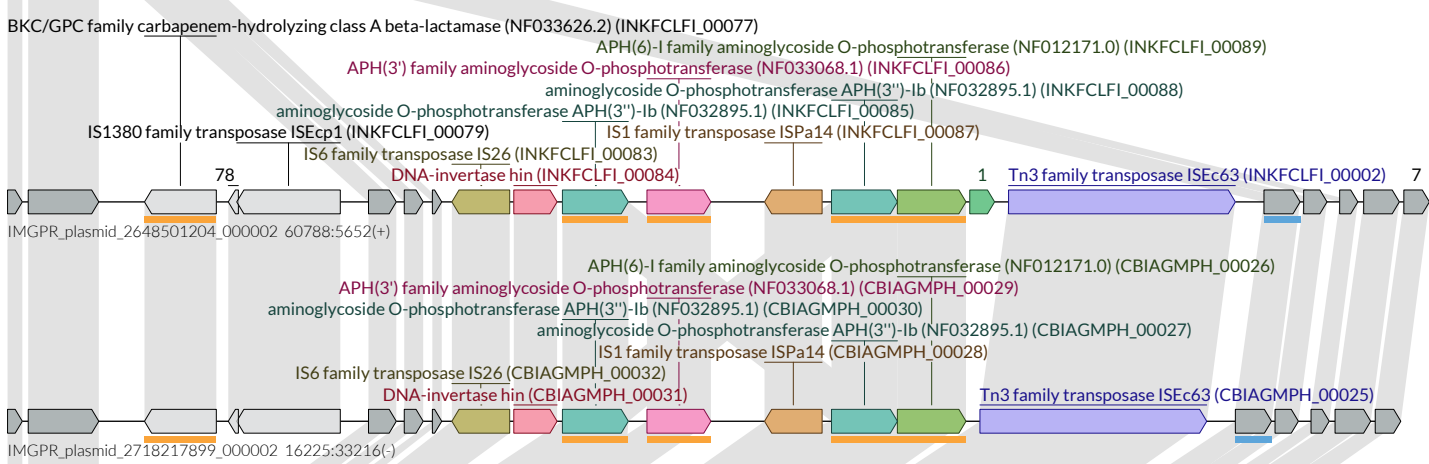 BKC/GPC family carbapenem-hydrolyzing class A beta-lactamase (NF033626.2) (INKFCLFI_00077)
APH(6)-I family aminoglycoside O-phosphotransferase (NF012171.0) (INKFCLFI_00089)
APH(3') family aminoglycoside O-phosphotransferase (NF033068.1) (INKFCLFI_00086)
aminoglycoside O-phosphotransferase APH(3'')-Ib (NF032895.1) (INKFCLFI_00088)
aminoglycoside O-phosphotransferase APH(3'')-Ib (NF032895.1) (INKFCLFI_00085)
IS1380 family transposase ISEcp1 (INKFCLFI_00079) IS1 family transposase ISPa14 (INKFCLFI_00087)
IS6 family transposase IS26 (INKFCLFI_00083)
78 DNA-invertase hin (INKFCLFI_00084) 1 Tn3 family transposase ISEc63 (INKFCLFI_00002) 7
IMGPR_plasmid_2648501204_000002 60788:5652(+)
APH(6)-I family aminoglycoside O-phosphotransferase (NF012171.0) (CBIAGMPH_00026)
APH(3') family aminoglycoside O-phosphotransferase (NF033068.1) (CBIAGMPH_00029)
aminoglycoside O-phosphotransferase APH(3'')-Ib (NF032895.1) (CBIAGMPH_00030)
aminoglycoside O-phosphotransferase APH(3'')-Ib (NF032895.1) (CBIAGMPH_00027)
IS1 family transposase ISPa14 (CBIAGMPH_00028)
IS6 family transposase IS26 (CBIAGMPH_00032)
DNA-invertase hin (CBIAGMPH_00031) Tn3 family transposase ISEc63 (CBIAGMPH_00025)
IMGPR_plasmid_2718217899_000002 16225:33216(-)